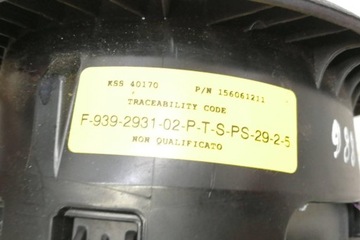 KSS 40170 P/N 156061211
TRACEABILITY CODE
F-939-2931-02-P-T-S-PS-29-2-5
NON QUALIFICATO